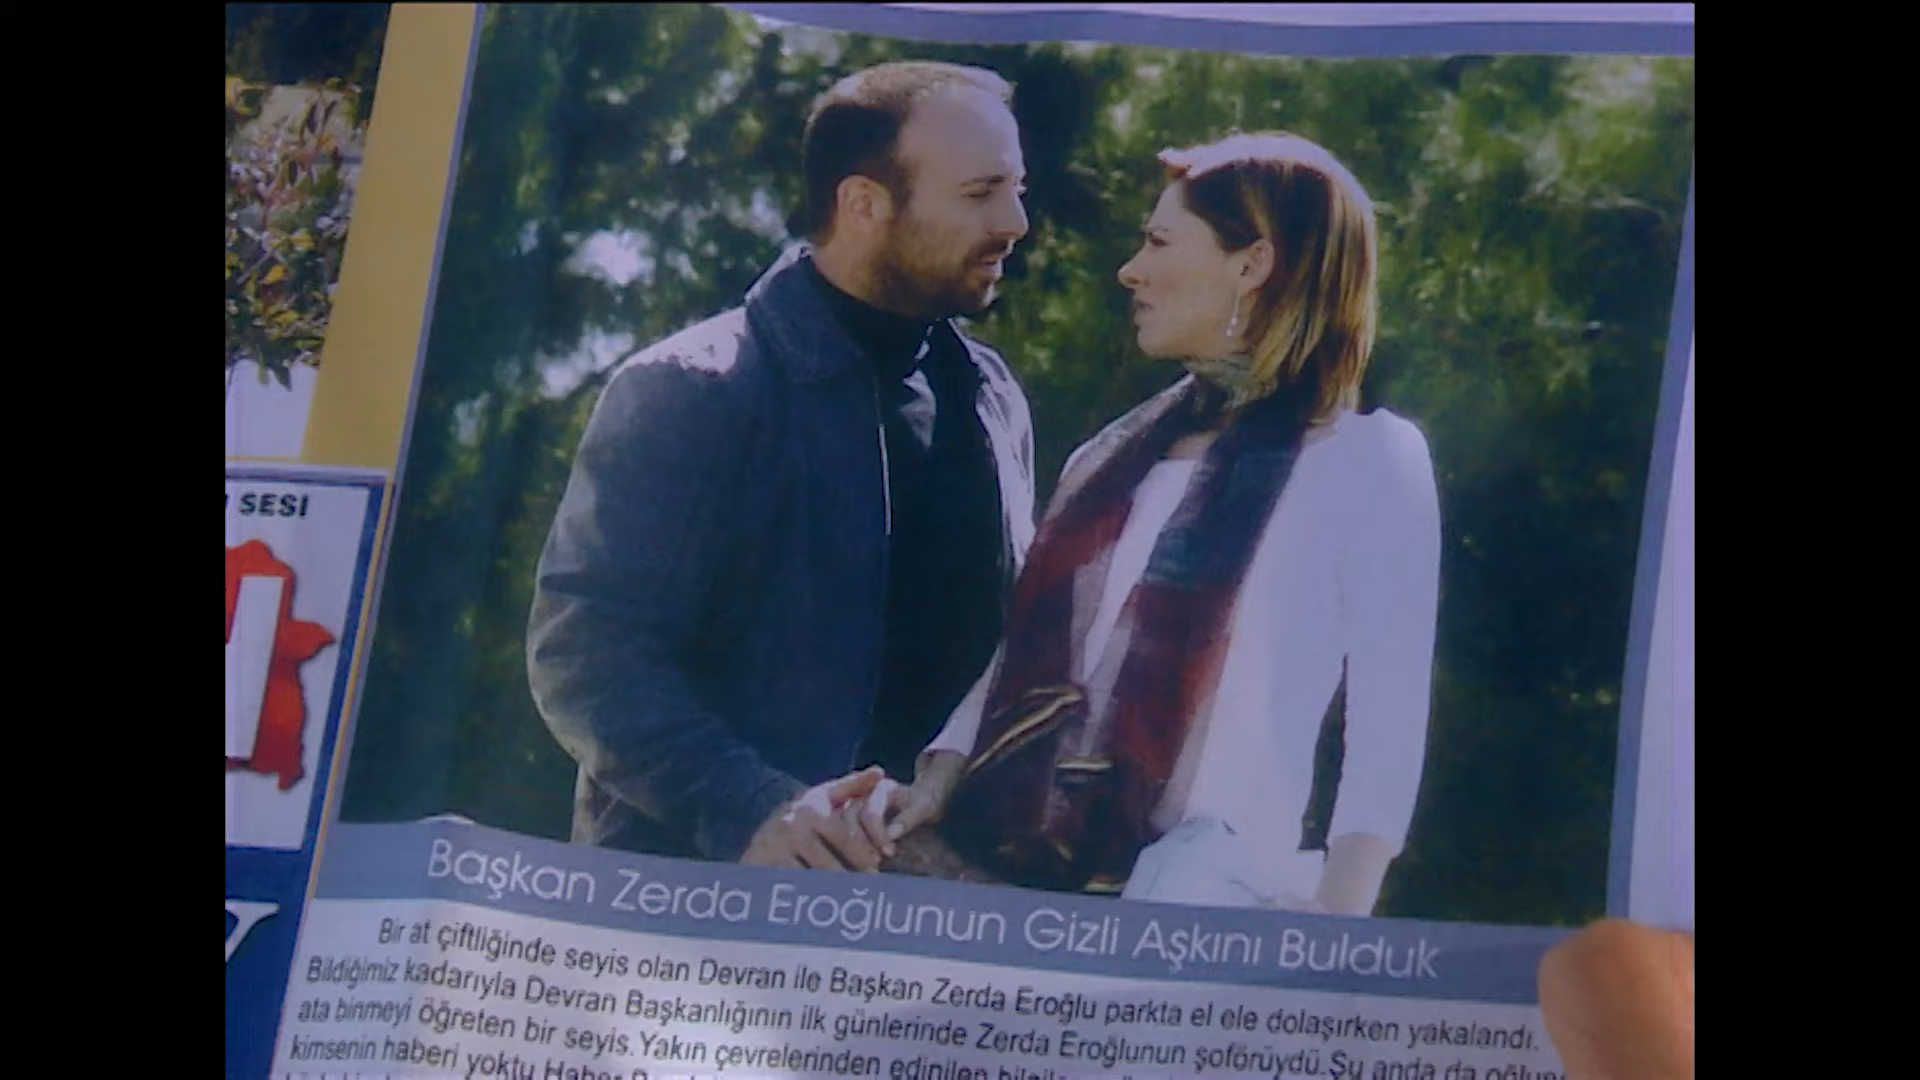 SESI
Başkan Zerda Eroğlunun Gizli Aşkını Bulduk
Bir at çiftliğinde seyis olan Devran ile Başkan Zerda Eroğlu parkta el ele dolaşırken yakalandı.
Bildiğimiz kadarıyla Devran Başkanlığının ilk günlerinde Zerda Eroğlunun şoförüydü.Şu anda da oğlun
ata binmeyi öğreten bir seyis.Yakın çevrelerinden edinilen
kimsenin haberi yoktu Haber